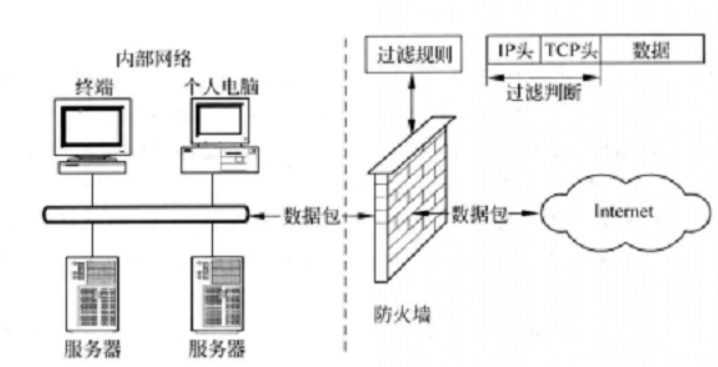 内部网络
终端
个人电脑
数据包
服务器
服务器
过滤规则
IP头 TCP头 数据
过滤判断
数据包
Internet
防火墙